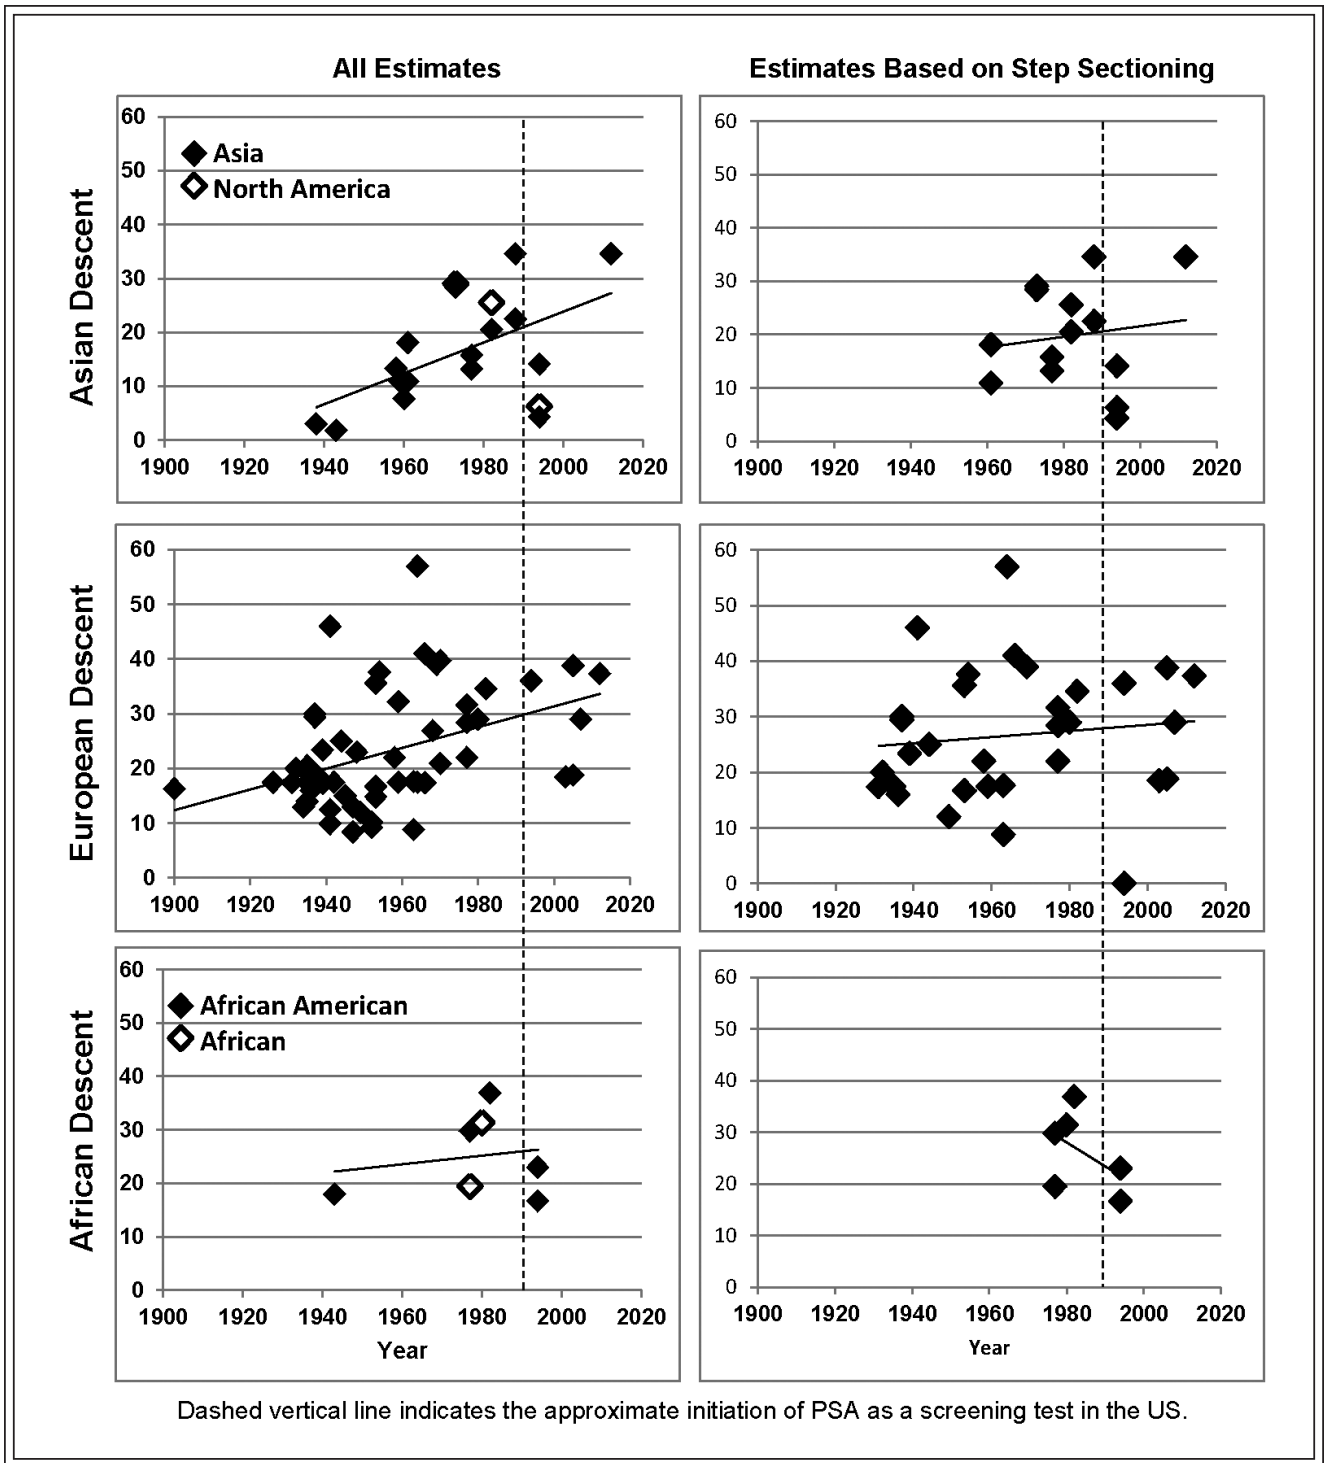 All Estimates
Estimates Based on Step Sectioning
Asian Descent
60
50
40
30
20
10
0
Asia
North America
1900 1920 1940 1960 1980 2000 2020
60
50
40
30
20
10
0
1900 1920 1940 1960 1980 2000 2020
European Descent
60
50
40
30
20
10
0
1900 1920 1940 1960 1980 2000 2020
60
50
40
30
20
10
0
1900 1920 1940 1960 1980 2000 2020
African Descent
60
50
40
30
20
10
0
African American
African
1900 1920 1940 1960 1980 2000 2020
Year
60
50
40
30
20
10
0
1900 1920 1940 1960 1980 2000 2020
Year
Dashed vertical line indicates the approximate initiation of PSA as a screening test in the US.